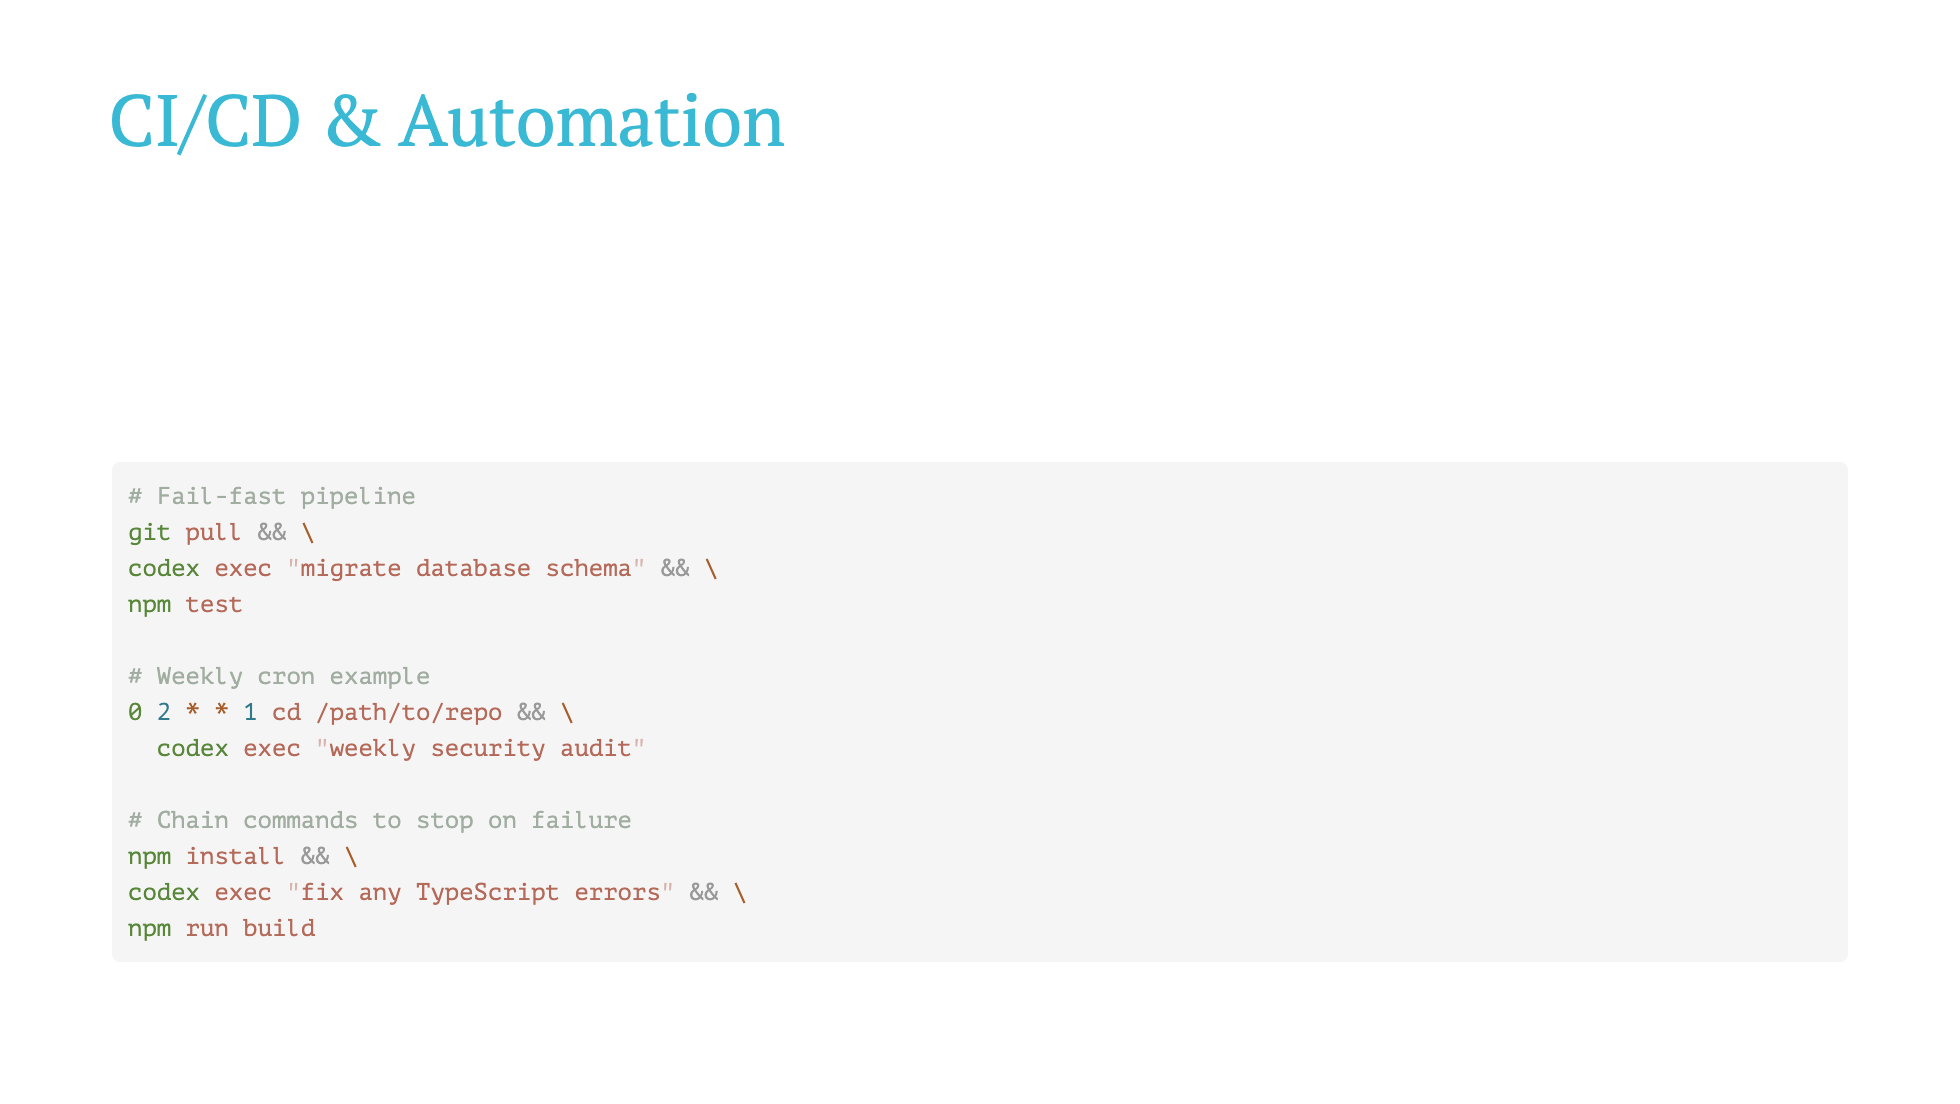 CI/CD & Automation
# Fail-fast pipeline
git pull && \
codex exec "migrate database schema" && \
npm test
# Weekly cron example
0 2 * * 1 cd /path/to/repo && \
  codex exec "weekly security audit"
# Chain commands to stop on failure
npm install && \
codex exec "fix any TypeScript errors" && \
npm run build